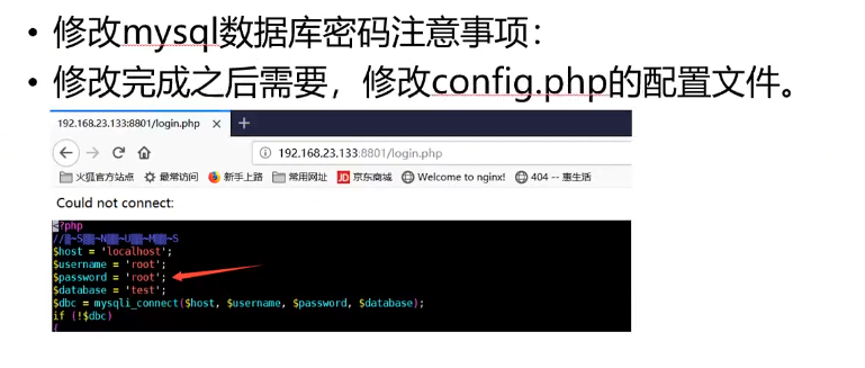 • 修改mysql数据库密码注意事项：
• 修改完成之后需要，修改config.php的配置文件。
192.168.23.133:8801/login.php × +
192.168.23.133:8801/login.php
火狐官方站点 最常访问 新手上路 常用网址 JD 京东商城 Welcome to nginx! 404 -- 惠生活
Could not connect:
<?php
$host = 'localhost';
$username = 'root';
$password = 'root';
$database = 'test';
$dbc = mysqli_connect($host, $username, $password, $database);
if (!$dbc)
{